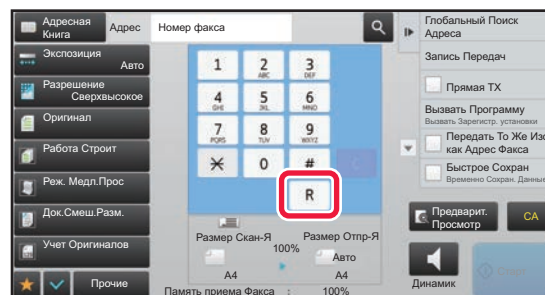 Адресная
Книга
Адрес
Номер факса
Экспозиция
Авто
Разрешение
Сверхвысокое
Оригинал
Работа Строит
Реж. Медл.Прос
Док.Смеш.Разм.
Учет Оригиналов
Прочие
1
2
ABC
3
DEF
4
GHI
5
JKL
6
MNO
7
PQRS
8
TUV
9
WXYZ
0
#
C
R
Размер Скан-Я
100%
Размер Отпр-Я
Авто
A4
A4
Память приема Факса : 100%
Глобальный Поиск
Адреса
Запись Передач
Прямая TX
Вызвать Программу
Вызвать Зарегистр. установки
Передать То Же Изо
как Адрес Факса
Быстрое Сохран
Временно Сохран. Данные
Предварит.
Просмотр
CA
Динамик